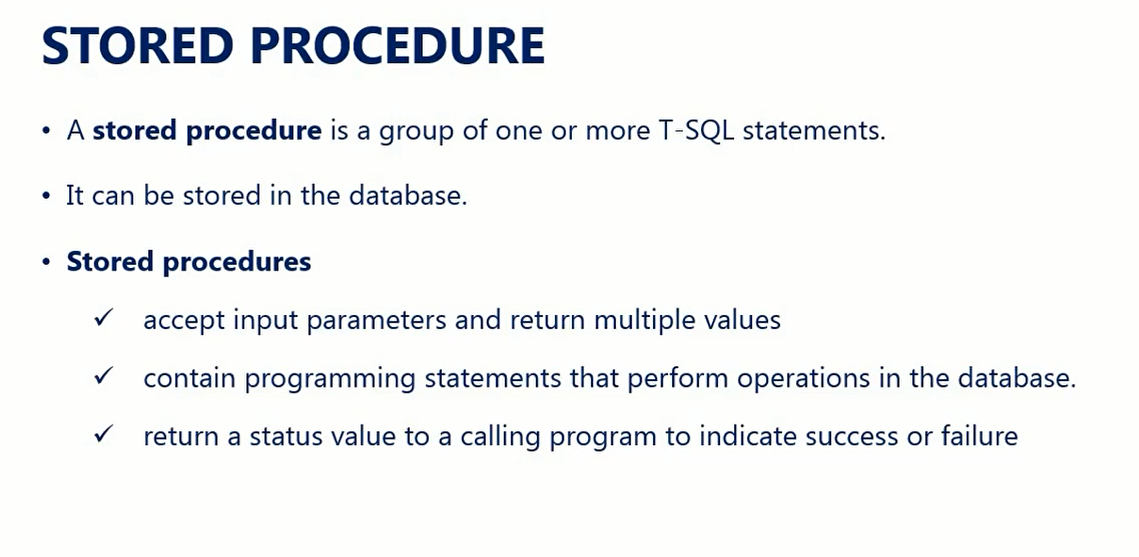 STORED PROCEDURE
• A stored procedure is a group of one or more T-SQL statements.
• It can be stored in the database.
• Stored procedures
✓ accept input parameters and return multiple values
✓ contain programming statements that perform operations in the database.
✓ return a status value to a calling program to indicate success or failure